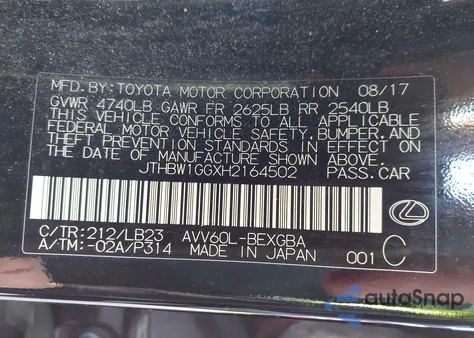 MFD.BY:TOYOTA MOTOR CORPORATION 08/17
GVWR 4740LB GAWR FR 2625LB RR 2540LB
THIS VEHICLE CONFORMS TO ALL APPLICABLE
FEDERAL MOTOR VEHICLE SAFETY,BUMPER,AND
THEFT PREVENTION STANDARDS IN EFFECT ON
THE DATE OF MANUFACTURE SHOWN ABOVE.
JTHBW1GGXH2164502 PASS.CAR
C/TR:212/LB23 AVV60L-BEXGBA
A/TM:-02A/P314 MADE IN JAPAN 001 C
autoSnap